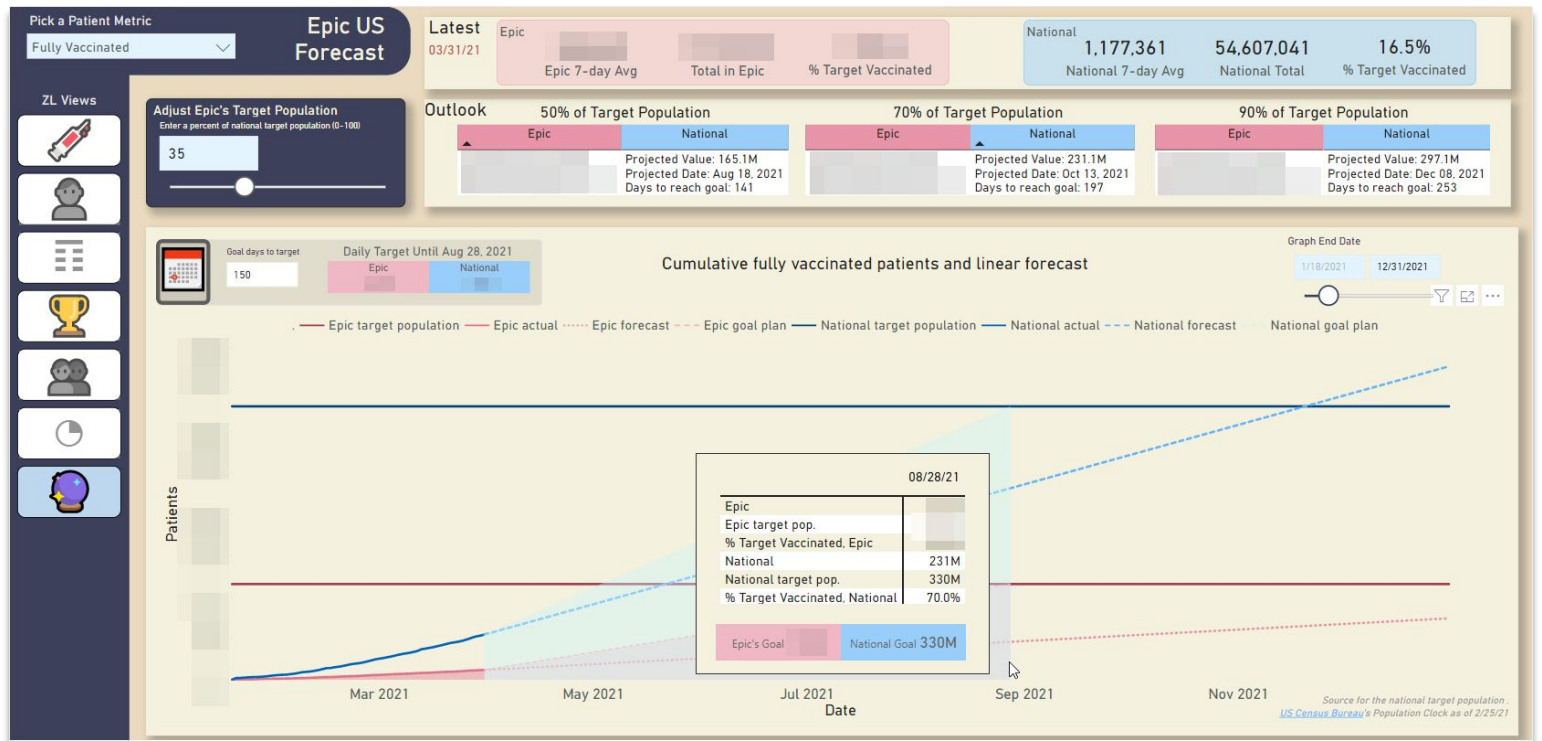 Pick a Patient Metric
Fully Vaccinated
Epic US
Forecast
ZL Views
Adjust Epic's Target Population
Enter a percent of national target population (0-100)
35
Latest
03/31/21
Epic
Epic 7-day Avg
Total in Epic
% Target Vaccinated
National
1,177,361
54,607,041
16.5%
National 7-day Avg
National Total
% Target Vaccinated
Outlook
50% of Target Population
Epic
National
Projected Value: 165.1M
Projected Date: Aug 18, 2021
Days to reach goal: 141
70% of Target Population
Epic
National
Projected Value: 231.1M
Projected Date: Oct 13, 2021
Days to reach goal: 197
90% of Target Population
Epic
National
Projected Value: 297.1M
Projected Date: Dec 08, 2021
Days to reach goal: 253
Goal days to target
150
Daily Target Until Aug 28, 2021
Epic
National
Cumulative fully vaccinated patients and linear forecast
Graph End Date
1/18/2021
12/31/2021
. Epic target population Epic actual Epic forecast Epic goal plan National target population National actual National forecast National goal plan
Patients
08/28/21
Epic
Epic target pop.
% Target Vaccinated, Epic
National 231M
National target pop. 330M
% Target Vaccinated, National 70.0%
Epic's Goal
National Goal 330M
Mar 2021
May 2021
Jul 2021
Sep 2021
Nov 2021
Date
Source for the national target population .
US Census Bureau's Population Clock as of 2/25/21